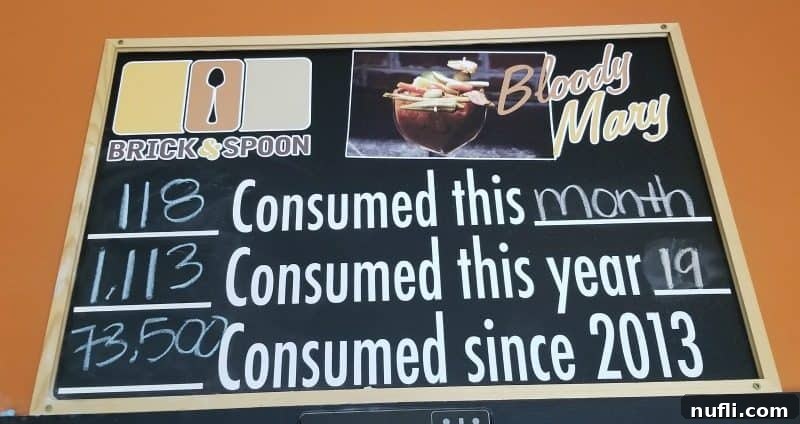 BRICK & SPOON
Bloody
Mary
118 Consumed this month
1,113 Consumed this year 19
73,500 Consumed since 2013
nufli.com